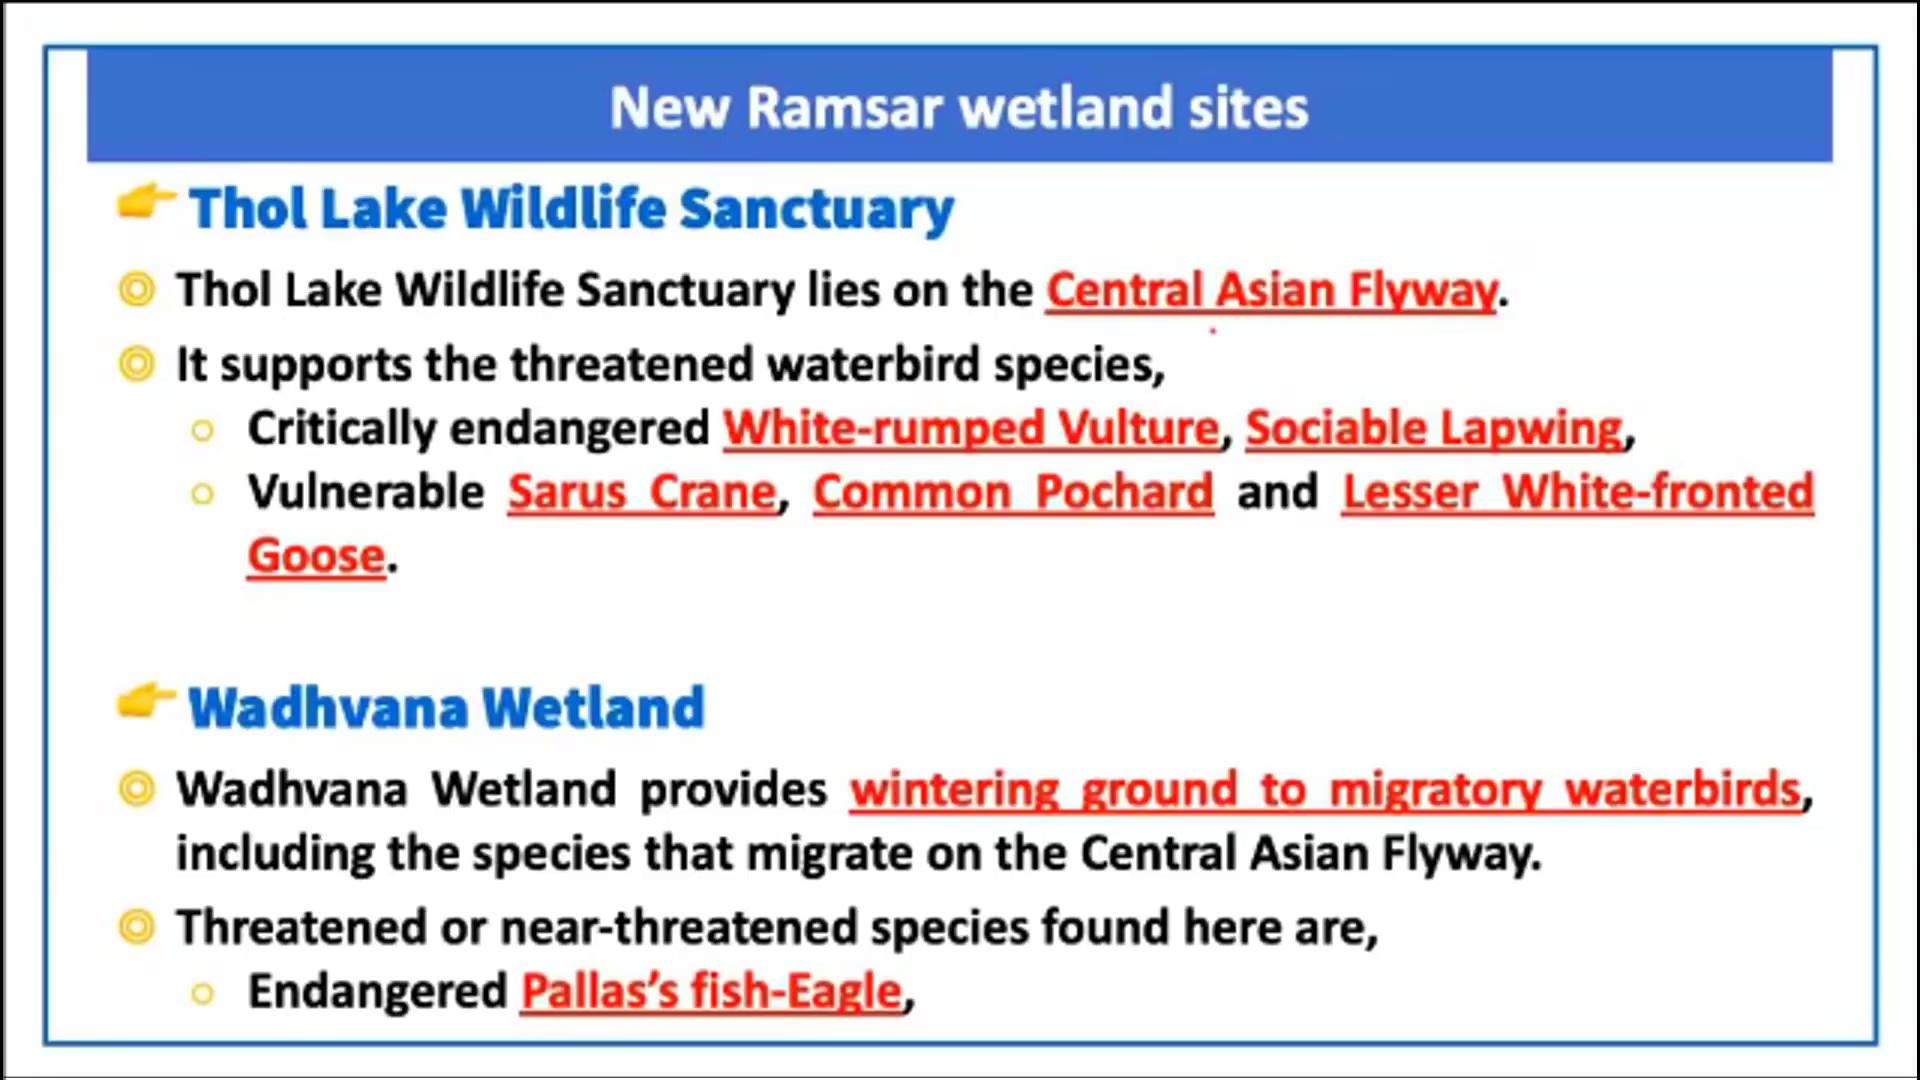 New Ramsar wetland sites
Thol Lake Wildlife Sanctuary
Thol Lake Wildlife Sanctuary lies on the Central Asian Flyway.
It supports the threatened waterbird species,
Critically endangered White-rumped Vulture, Sociable Lapwing,
Vulnerable Sarus Crane, Common Pochard and Lesser White-fronted
Goose.
Wadhvana Wetland
Wadhvana Wetland provides wintering ground to migratory waterbirds,
including the species that migrate on the Central Asian Flyway.
Threatened or near-threatened species found here are,
Endangered Pallas’s fish-Eagle,